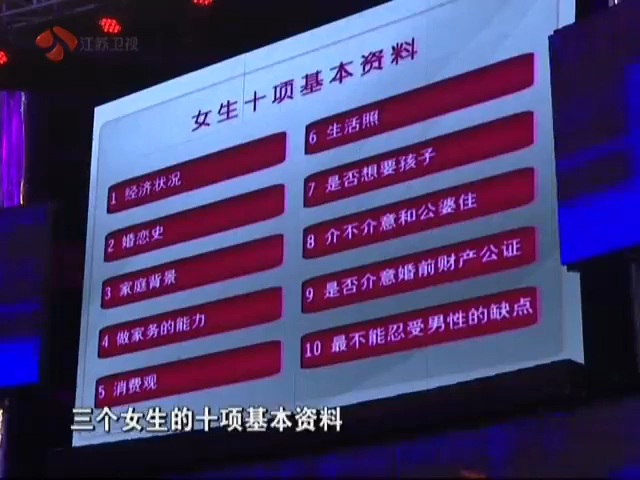 江苏卫视
女生十项基本资料
1 经济状况
2 婚恋史
3 家庭背景
4 做家务的能力
5 消费观
6 生活照
7 是否想要孩子
8 介不介意和公婆住
9 是否介意婚前财产公证
10 最不能忍受男性的缺点
三个女生的十项基本资料